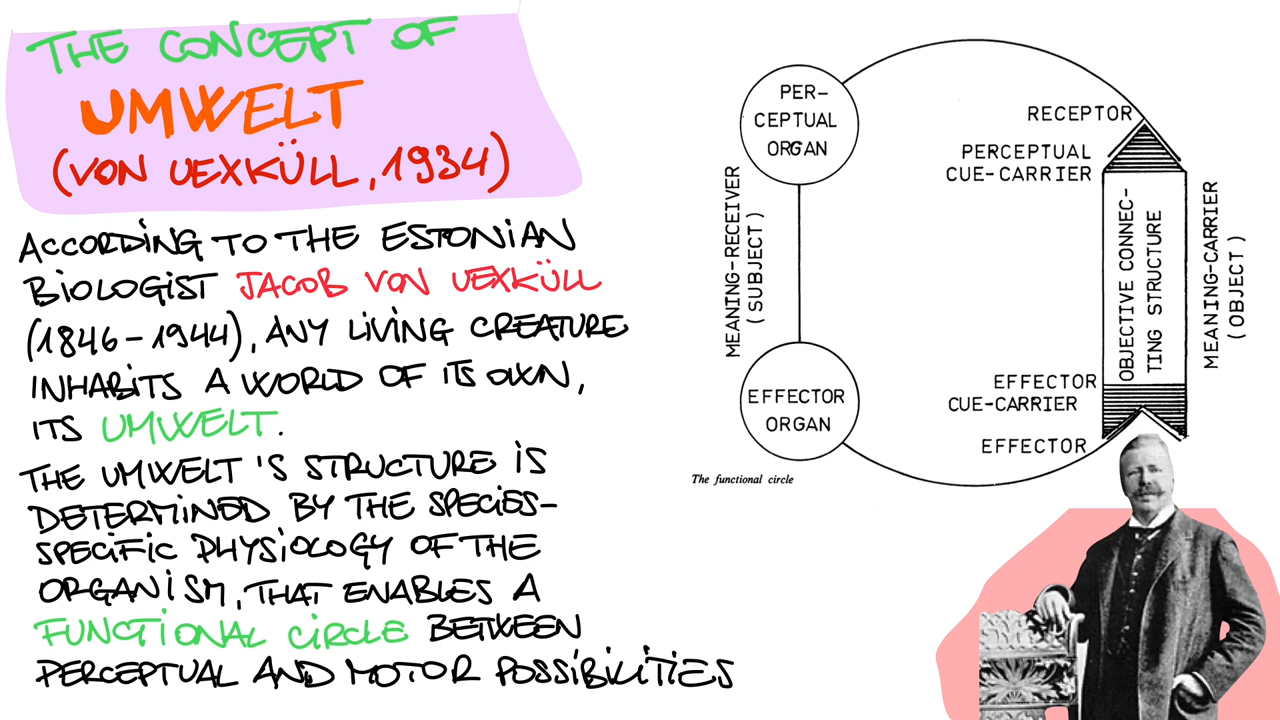 THE CONCEPT OF
UMWELT
(VON UEXKÜLL, 1934)
ACCORDING TO THE ESTONIAN
BIOLOGIST JACOB VON UEXKÜLL
(1846-1944), ANY LIVING CREATURE
INHABITS A WORLD OF ITS OWN,
ITS UMWELT.
THE UMWELT'S STRUCTURE IS
DETERMINED BY THE SPECIES-
SPECIFIC PHYSIOLOGY OF THE
ORGANISM, THAT ENABLES A
FUNCTIONAL CIRCLE BETWEEN
PERCEPTUAL AND MOTOR POSSIBILITIES
PER-
CEPTUAL
ORGAN
MEANING-RECEIVER
(SUBJECT)
EFFECTOR
ORGAN
RECEPTOR
PERCEPTUAL
CUE-CARRIER
OBJECTIVE CONNEC-
TING STRUCTURE
MEANING-CARRIER
(OBJECT)
EFFECTOR
CUE-CARRIER
EFFECTOR
The functional circle